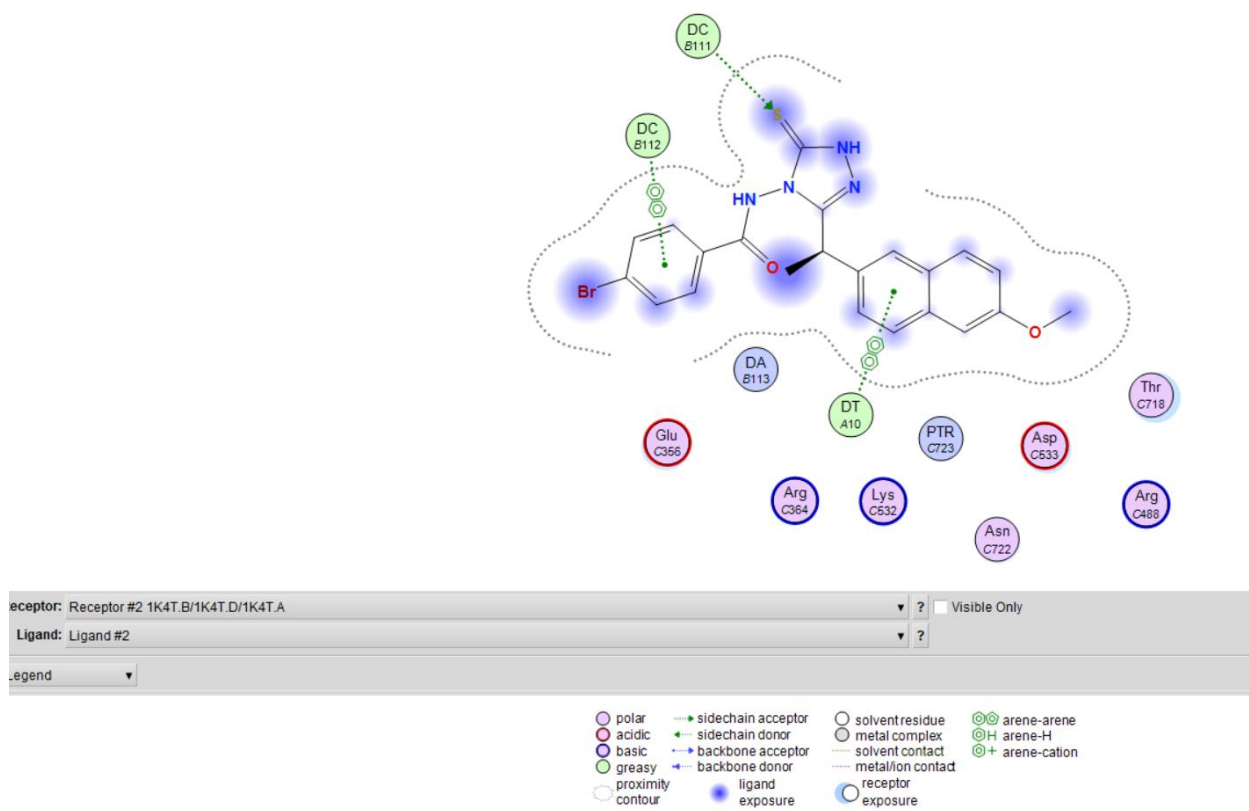 DC
B111
DC
B112
S
NH
N
N
HN
O
Br
O
DA
B113
DT
A10
Thr
C718
Glu
C356
PTR
C723
Asp
C533
Arg
C364
Lys
C532
Arg
C488
Asn
C722
eceptor: Receptor #2 1K4T.B/1K4T.D/1K4T.A ▼ ? Visible Only
Ligand: Ligand #2 ▼ ?
Legend ▼
polar sidechain acceptor solvent residue arene-arene
acidic sidechain donor metal complex H arene-H
basic backbone acceptor solvent contact + arene-cation
greasy backbone donor metal/ion contact
proximity contour ligand exposure receptor exposure